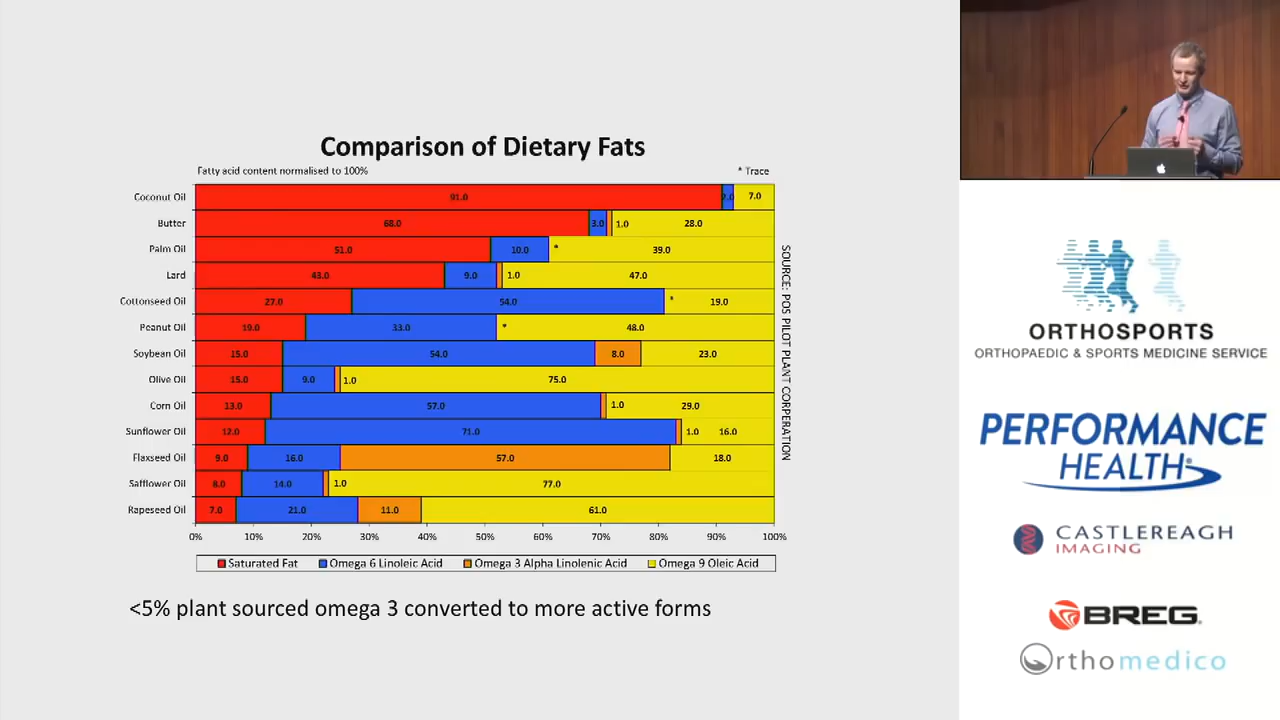 Comparison of Dietary Fats
Fatty acid content normalised to 100%
* Trace
Coconut Oil 91.0 2.0 7.0
Butter 68.0 3.0 1.0 28.0
Palm Oil 51.0 10.0 * 39.0
Lard 43.0 9.0 1.0 47.0
Cottonseed Oil 27.0 54.0 * 19.0
Peanut Oil 19.0 33.0 * 48.0
Soybean Oil 15.0 54.0 8.0 23.0
Olive Oil 15.0 9.0 1.0 75.0
Corn Oil 13.0 57.0 1.0 29.0
Sunflower Oil 12.0 71.0 1.0 16.0
Flaxseed Oil 9.0 16.0 57.0 18.0
Safflower Oil 8.0 14.0 1.0 77.0
Rapeseed Oil 7.0 21.0 11.0 61.0
0% 10% 20% 30% 40% 50% 60% 70% 80% 90% 100%
Saturated Fat Omega 6 Linoleic Acid Omega 3 Alpha Linolenic Acid Omega 9 Oleic Acid
SOURCE: POS PILOT PLANT CORPERATION
<5% plant sourced omega 3 converted to more active forms
ORTHOSPORTS
ORTHOPAEDIC & SPORTS MEDICINE SERVICE
PERFORMANCE
HEALTH
CASTLEREAGH
IMAGING
BREG
Orthomedico